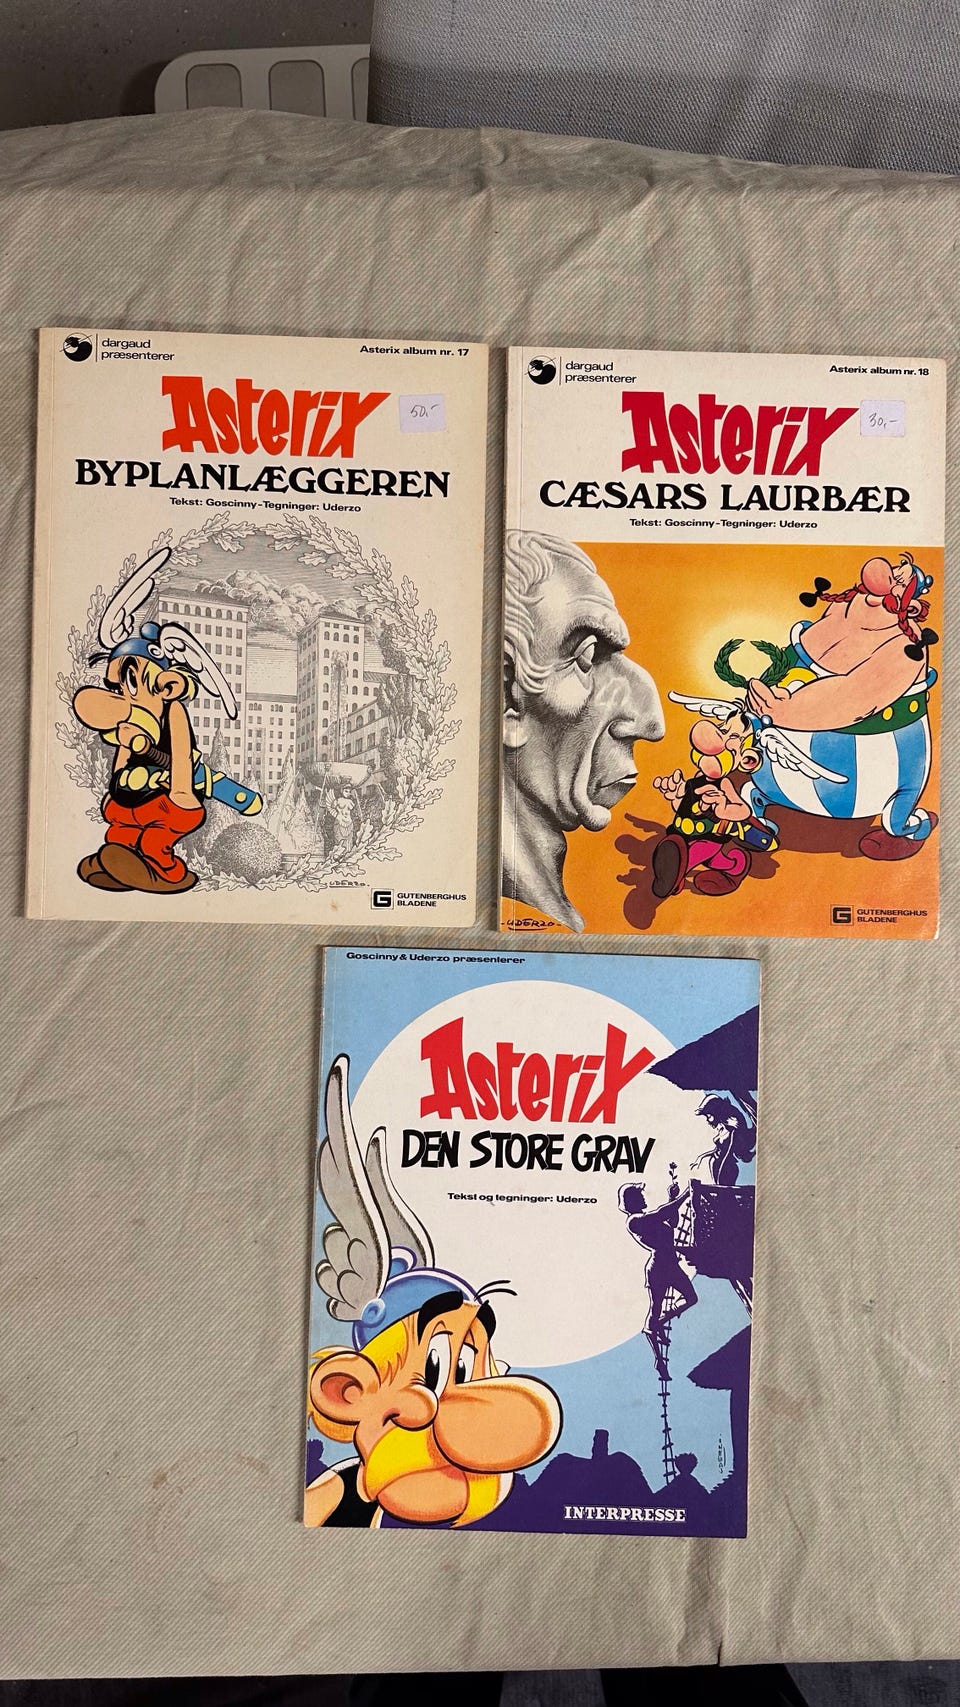 dargaud
præsenterer
Asterix album nr. 17
Asterix
50,-
BYPLANLÆGGEREN
Tekst: Goscinny-Tegninger: Uderzo
UDERZO.
G GUTENBERGHUS
BLADENE
dargaud
præsenterer
Asterix album nr. 18
Asterix
30,-
CÆSARS LAURBÆR
Tekst: Goscinny-Tegninger: Uderzo
UDERZO
G GUTENBERGHUS
BLADENE
Goscinny & Uderzo præsenterer
Asterix
DEN STORE GRAV
Tekst og tegninger: Uderzo
INTERPRESSE